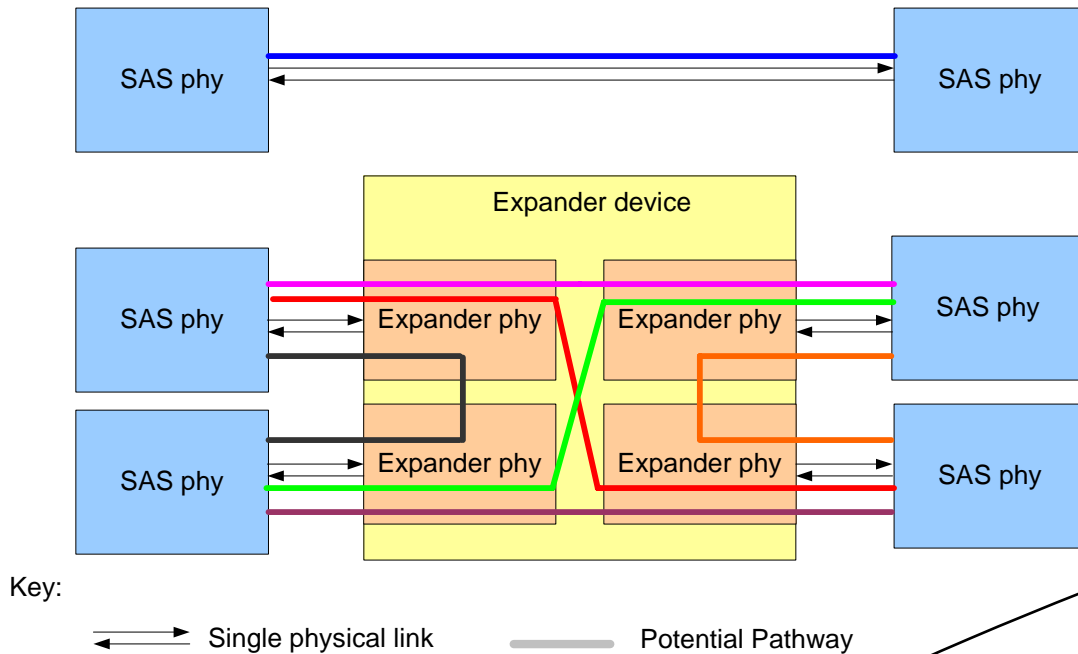 SAS phy
SAS phy
Expander device
SAS phy
Expander phy
Expander phy
SAS phy
SAS phy
Expander phy
Expander phy
SAS phy
Key:
Single physical link
Potential Pathway